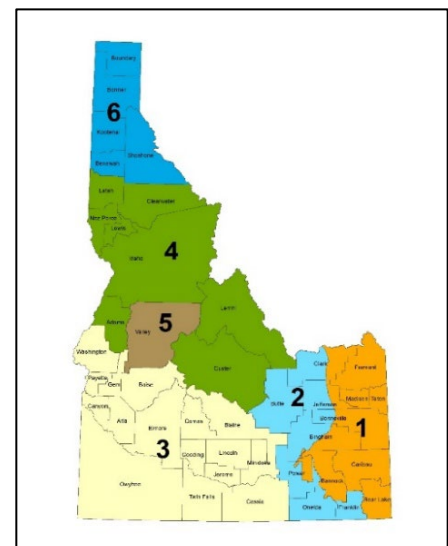 Boundary
Bonner
6
Kootenai
Shoshone
Benewah
Latah
Clearwater
Nez Perce
Lewis
Idaho
4
Lemhi
Adams
Valley
5
Washington
Custer
Payette
Gem
Boise
Canyon
Ada
Elmore
3
Camas
Blaine
Gooding
Lincoln
Minidoka
Jerome
Owyhee
Twin Falls
Cassia
Clark
Fremont
2
Butte
Jefferson
Madison
Teton
Bonneville
Bingham
1
Power
Caribou
Bannock
Bear Lake
Oneida
Franklin